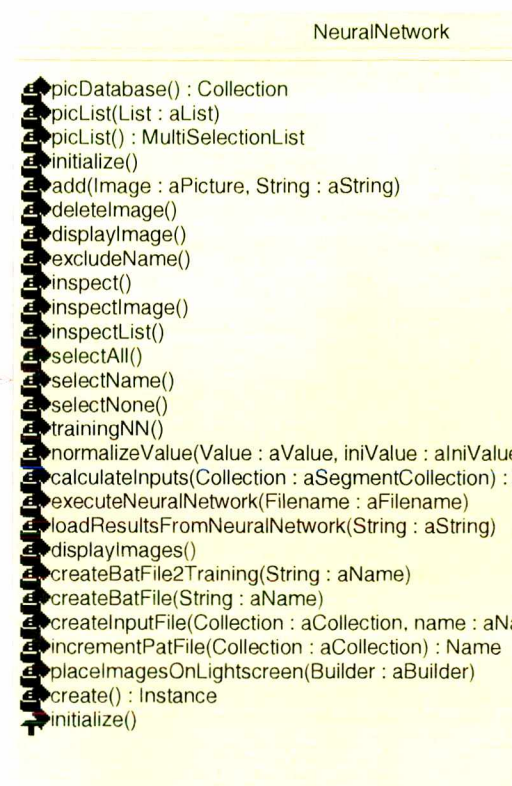 NeuralNetwork
picDatabase() : Collection
picList(List : aList)
picList() : MultiSelectionList
initialize()
add(Image : aPicture, String : aString)
deleteImage()
displayImage()
excludeName()
inspect()
inspectImage()
inspectList()
selectAll()
selectName()
selectNone()
trainingNN()
normalizeValue(Value : aValue, iniValue : aIniValue
calculateInputs(Collection : aSegmentCollection) :
executeNeuralNetwork(Filename : aFilename)
loadResultsFromNeuralNetwork(String : aString)
displayImages()
createBatFile2Training(String : aName)
createBatFile(String : aName)
createInputFile(Collection : aCollection, name : aNa
incrementPatFile(Collection : aCollection) : Name
placeImagesOnLightscreen(Builder : aBuilder)
create() : Instance
initialize()